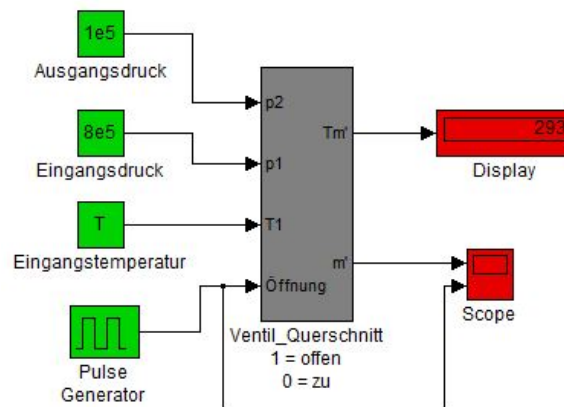 1e5
Ausgangsdruck
8e5
Eingangsdruck
T
Eingangstemperatur
Pulse
Generator
p2
p1
T1
Öffnung
Tm'
m'
Ventil_Querschnitt
1 = offen
0 = zu
293
Display
Scope